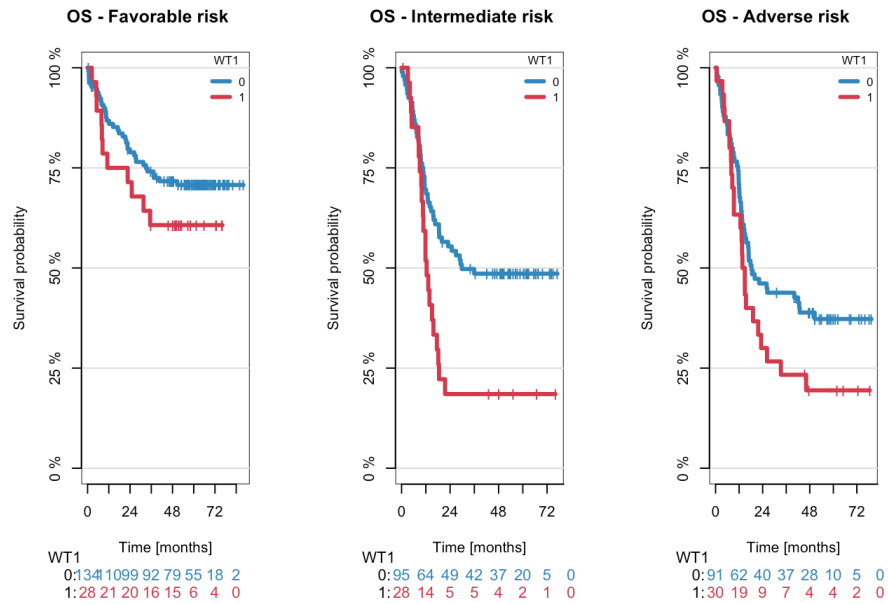 OS - Favorable risk
WT1
0
1
100 %
75 %
50 %
25 %
0 %
Survival probability
0 24 48 72
Time [months]
WT1
0: 134 110 99 92 79 55 18 2
1: 28 21 20 16 15 6 4 0
OS - Intermediate risk
WT1
0
1
100 %
75 %
50 %
25 %
0 %
Survival probability
0 24 48 72
Time [months]
WT1
0: 95 64 49 42 37 20 5 0
1: 28 14 5 5 4 2 1 0
OS - Adverse risk
WT1
0
1
100 %
75 %
50 %
25 %
0 %
Survival probability
0 24 48 72
Time [months]
WT1
0: 91 62 40 37 28 10 5 0
1: 30 19 9 7 4 4 2 0